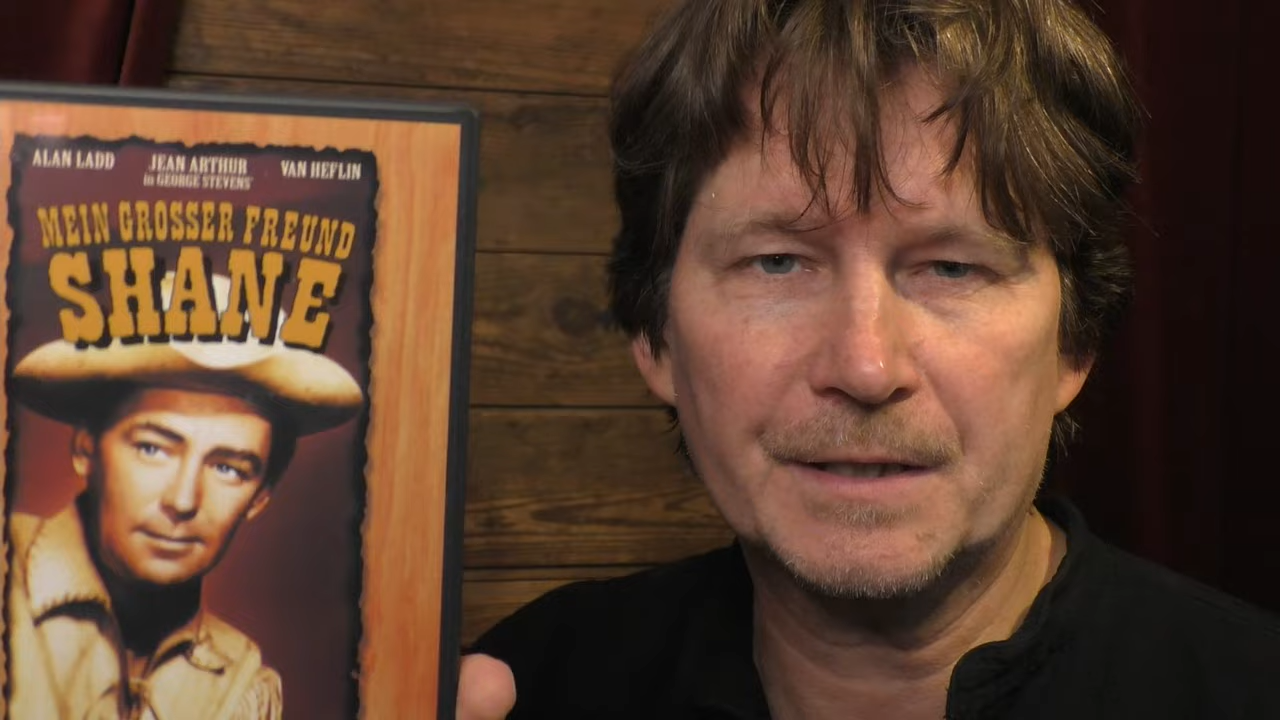 ALAN LADD JEAN ARTHUR VAN HEFLIN
in GEORGE STEVENS'
MEIN GROSSER FREUND
SHANE